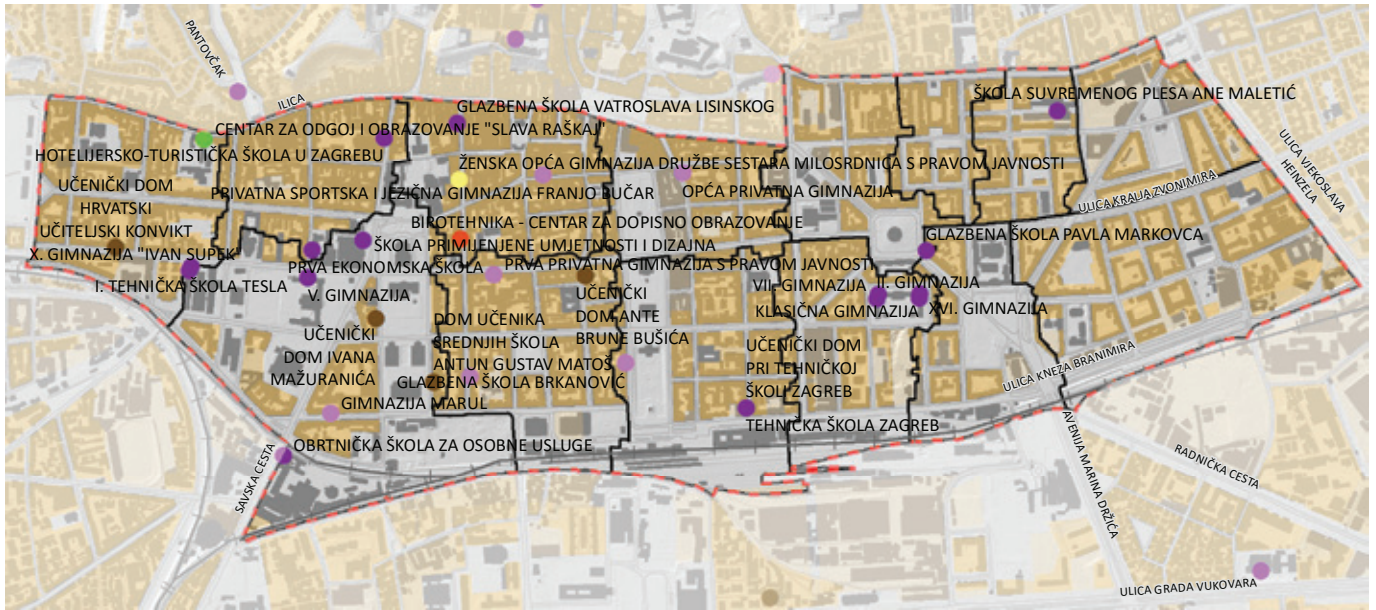 PANTOVČAK
ILICA
GLAZBENA ŠKOLA VATROSLAVA LISINSKOG
ŠKOLA SUVREMENOG PLESA ANE MALETIĆ
CENTAR ZA ODGOJ I OBRAZOVANJE "SLAVA RAŠKAJ"
HOTELIJERSKO-TURISTIČKA ŠKOLA U ZAGREBU
ŽENSKA OPĆA GIMNAZIJA DRUŽBE SESTARA MILOSRDNICA S PRAVOM JAVNOSTI
ULICA VJEKOSLAVA
HEINZELA
UČENIČKI DOM
HRVATSKI
UČITELJSKI KONVIKT
PRIVATNA SPORTSKA I JEZIČNA GIMNAZIJA FRANJO BUČAR
OPĆA PRIVATNA GIMNAZIJA
ULICA KRALJA ZVONIMIRA
BIROTEHNIKA - CENTAR ZA DOPISNO OBRAZOVANJE
GLAZBENA ŠKOLA PAVLA MARKOVCA
ŠKOLA PRIMIJENJENE UMJETNOSTI I DIZAJNA
X. GIMNAZIJA "IVAN SUPEK"
PRVA EKONOMSKA ŠKOLA
PRVA PRIVATNA GIMNAZIJA S PRAVOM JAVNOSTI
I. TEHNIČKA ŠKOLA TESLA
V. GIMNAZIJA
VII. GIMNAZIJA
II. GIMNAZIJA
KLASIČNA GIMNAZIJA
XVI. GIMNAZIJA
UČENIČKI
DOM IVANA
MAŽURANIĆA
DOM UČENIKA
SREDNJIH ŠKOLA
ANTUN GUSTAV MATOŠ
UČENIČKI
DOM ANTE
BRUNE BUŠIĆA
UČENIČKI DOM
PRI TEHNIČKOJ
ŠKOLI ZAGREB
ULICA KNEZA BRANIMIRA
GLAZBENA ŠKOLA BRKANOVIĆ
GIMNAZIJA MARUL
TEHNIČKA ŠKOLA ZAGREB
OBRTNIČKA ŠKOLA ZA OSOBNE USLUGE
SAVSKA CESTA
AVENIJA MARINA DRŽIĆA
RADNIČKA CESTA
ULICA GRADA VUKOVARA